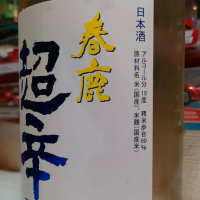 日本酒
アルコール分 18度 精米歩合60%
原材料名 米(国産)、米麹(国産米)
春鹿
超辛